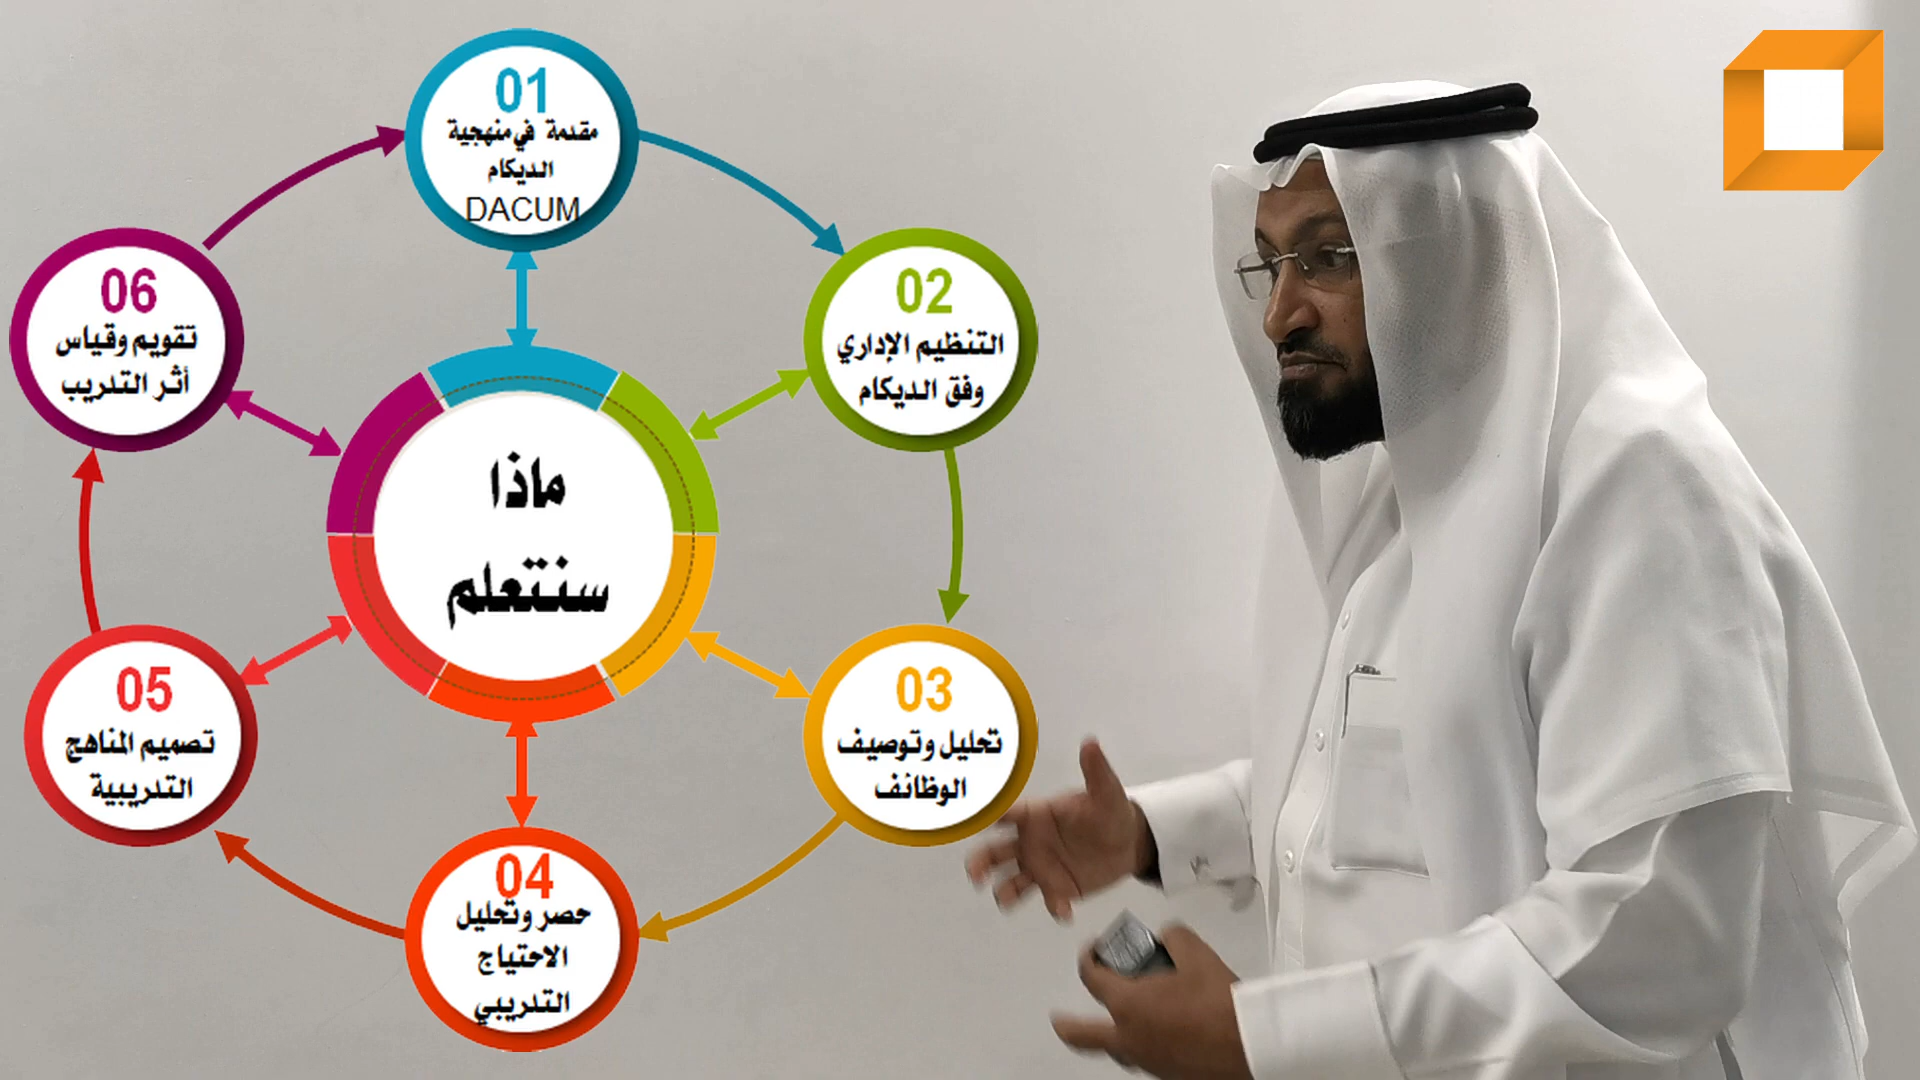 ماذا
سنتعلم
01
مقدمة في منهجية
الديكام
DACUM
02
التنظيم الإداري
وفق الديكام
03
تحليل وتوصيف
الوظائف
04
حصر وتحليل
الاحتياج
التدريبي
05
تصميم المناهج
التدريبية
06
تقويم وقياس
أثر التدريب